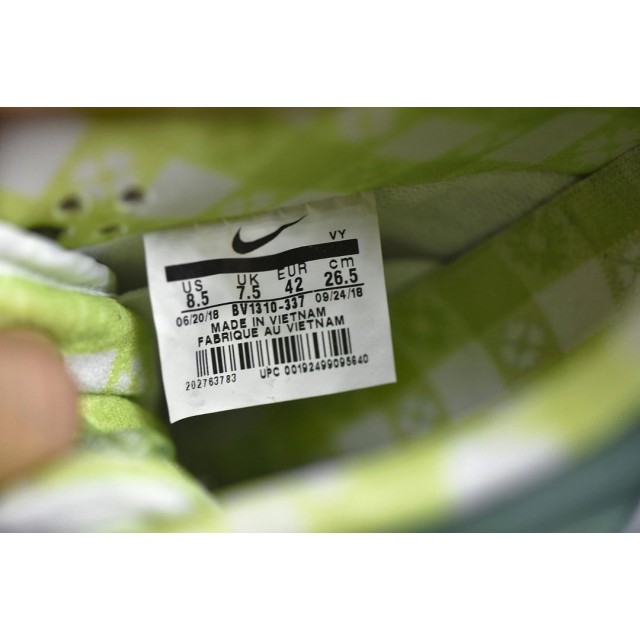 VY
US UK EUR cm
8.5 7.5 42 26.5
06/20/18 BV1310-337 09/24/18
MADE IN VIETNAM
FABRIQUE AU VIETNAM
202763783 UPC 00192499095640